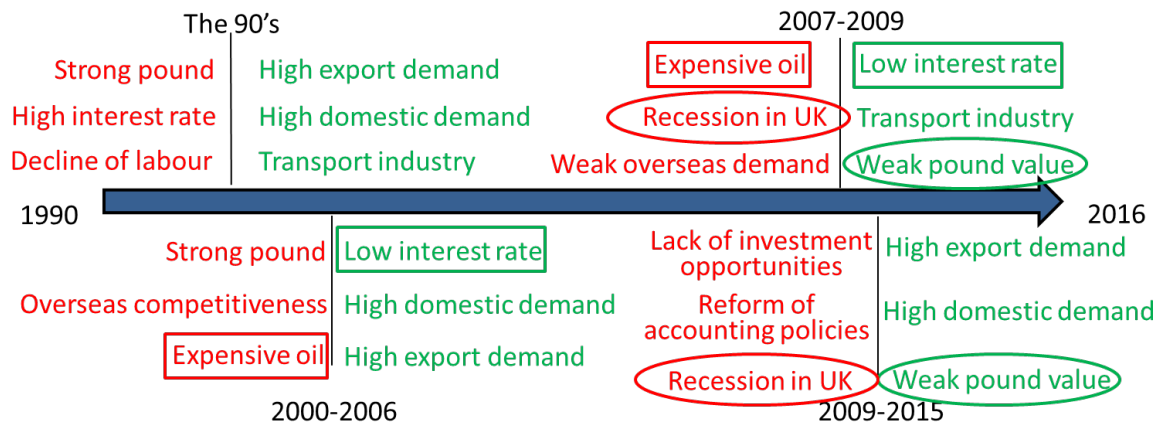 The 90's
Strong pound
High export demand
High interest rate
High domestic demand
Decline of labour
Transport industry
2007-2009
Expensive oil
Low interest rate
Recession in UK
Transport industry
Weak overseas demand
Weak pound value
1990
2016
Strong pound
Low interest rate
Overseas competitiveness
High domestic demand
Expensive oil
High export demand
2000-2006
Lack of investment
opportunities
High export demand
Reform of
accounting policies
High domestic demand
Recession in UK
Weak pound value
2009-2015